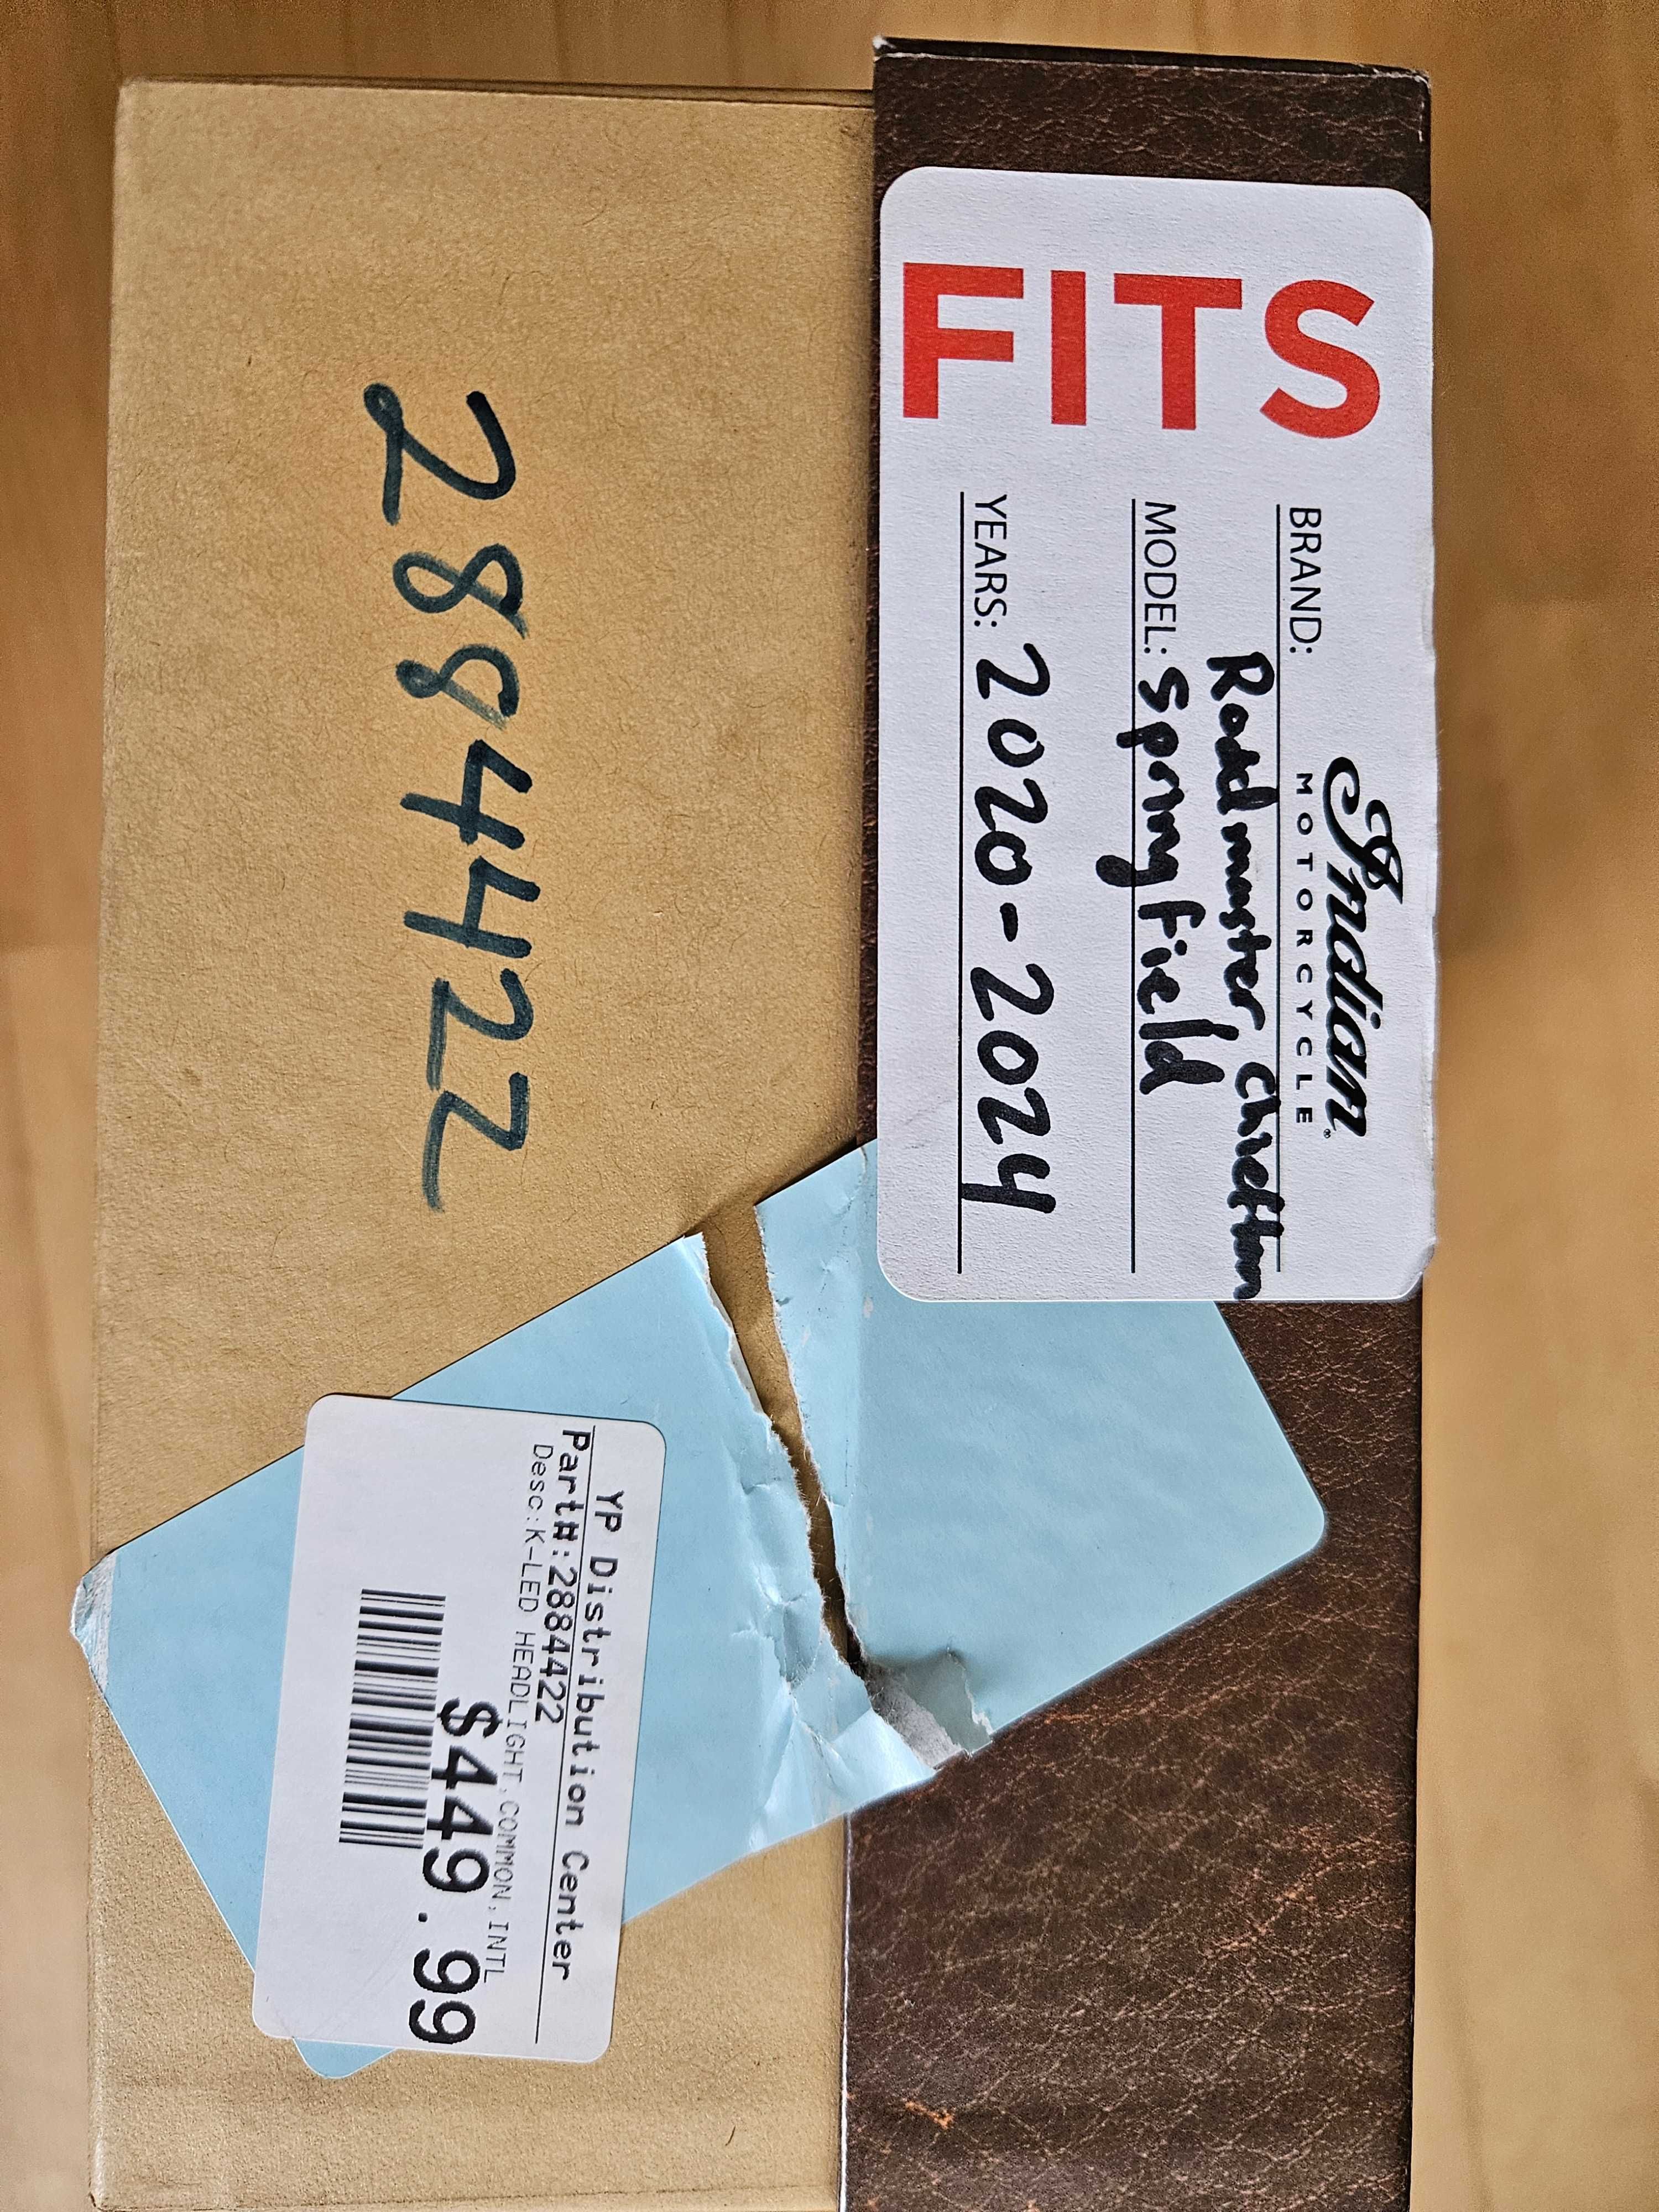 FITS
Indian
MOTORCYCLE
BRAND:
Roadmaster, Chieftan
MODEL: Springfield
YEARS: 2020-2024
2884422
YP Distribution Center
Part#:2884422
Desc:K-LED HEADLIGHT,COMMON,INTL
$449.99